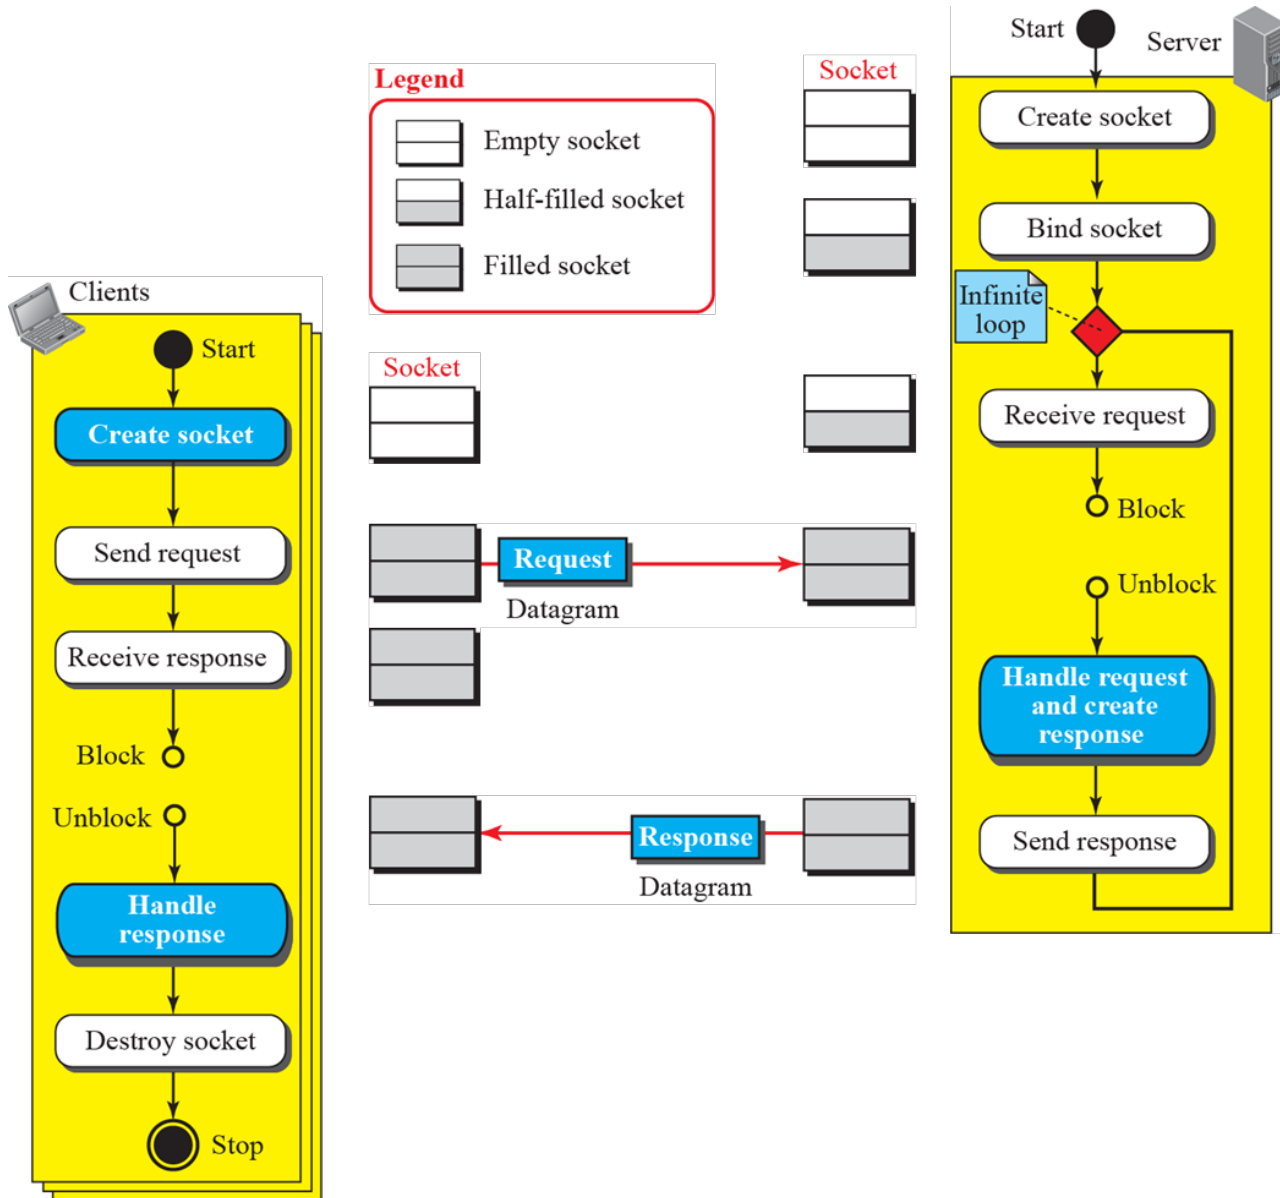 Start
Server
Legend
Empty socket
Half-filled socket
Filled socket
Socket
Create socket
Bind socket
Infinite
loop
Receive request
Block
Unblock
Handle request
and create
response
Send response
Clients
Start
Create socket
Send request
Receive response
Block
Unblock
Handle
response
Destroy socket
Stop
Socket
Request
Datagram
Response
Datagram